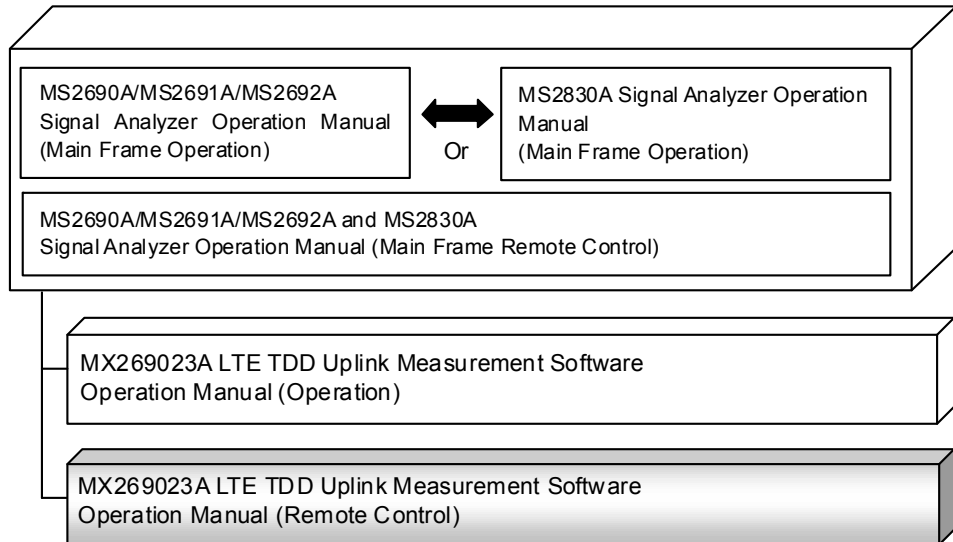 MS2690A/MS2691A/MS2692A
Signal Analyzer Operation Manual
(Main Frame Operation)
Or
MS2830A Signal Analyzer Operation
Manual
(Main Frame Operation)
MS2690A/MS2691A/MS2692A and MS2830A
Signal Analyzer Operation Manual (Main Frame Remote Control)
MX269023A LTE TDD Uplink Measurement Software
Operation Manual (Operation)
MX269023A LTE TDD Uplink Measurement Software
Operation Manual (Remote Control)